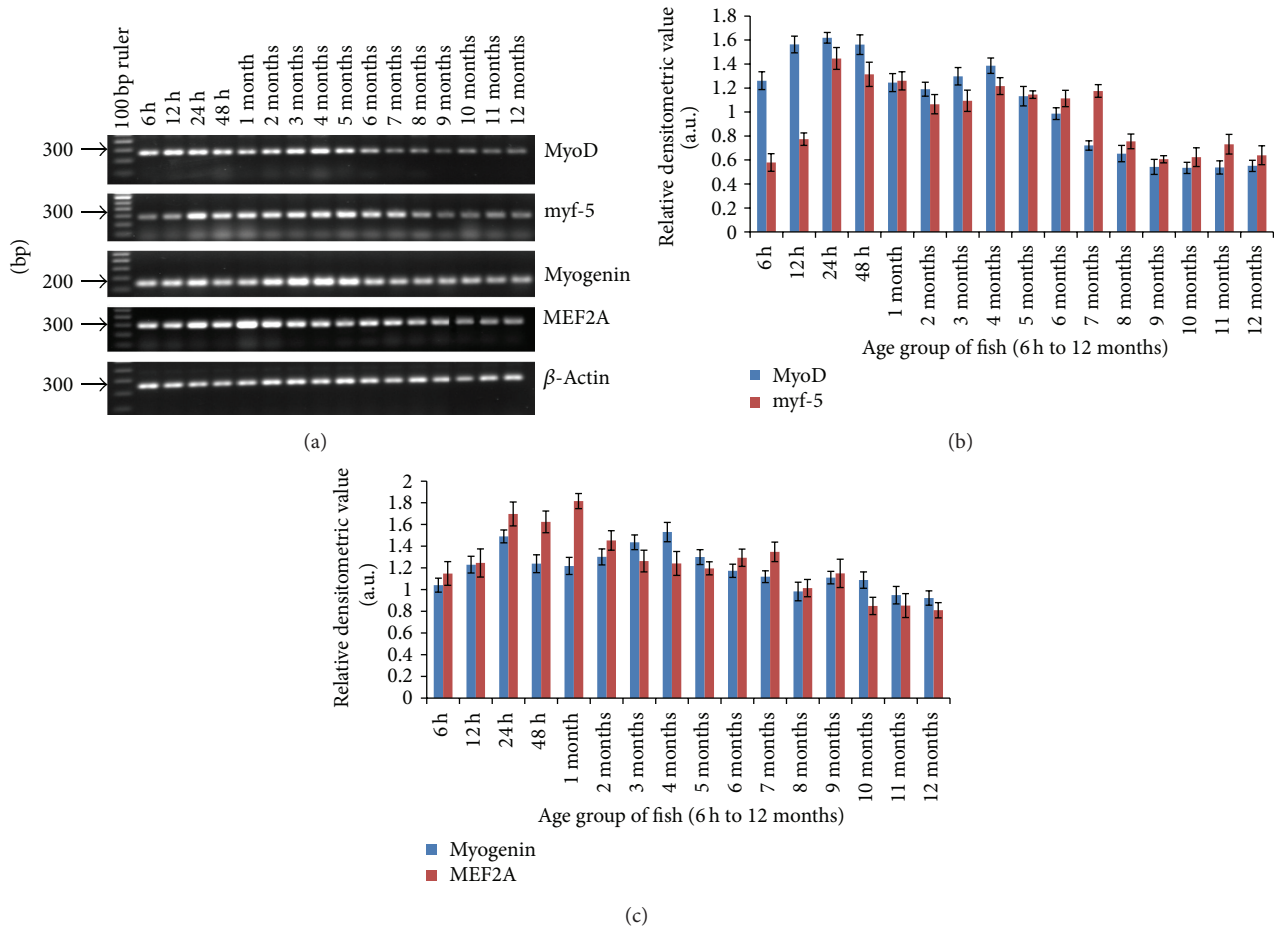 100 bp ruler
6 h
12 h
24 h
48 h
1 month
2 months
3 months
4 months
5 months
6 months
7 months
8 months
9 months
10 months
11 months
12 months
(bp)
300
MyoD
300
myf-5
200
Myogenin
300
MEF2A
300
β-Actin
(a)
Relative densitometric value
(a.u.)
1.8
1.6
1.4
1.2
1
0.8
0.6
0.4
0.2
0
6 h
12 h
24 h
48 h
1 month
2 months
3 months
4 months
5 months
6 months
7 months
8 months
9 months
10 months
11 months
12 months
Age group of fish (6 h to 12 months)
MyoD
myf-5
(b)
Relative densitometric value
(a.u.)
2
1.8
1.6
1.4
1.2
1
0.8
0.6
0.4
0.2
0
6 h
12 h
24 h
48 h
1 month
2 months
3 months
4 months
5 months
6 months
7 months
8 months
9 months
10 months
11 months
12 months
Age group of fish (6 h to 12 months)
Myogenin
MEF2A
(c)